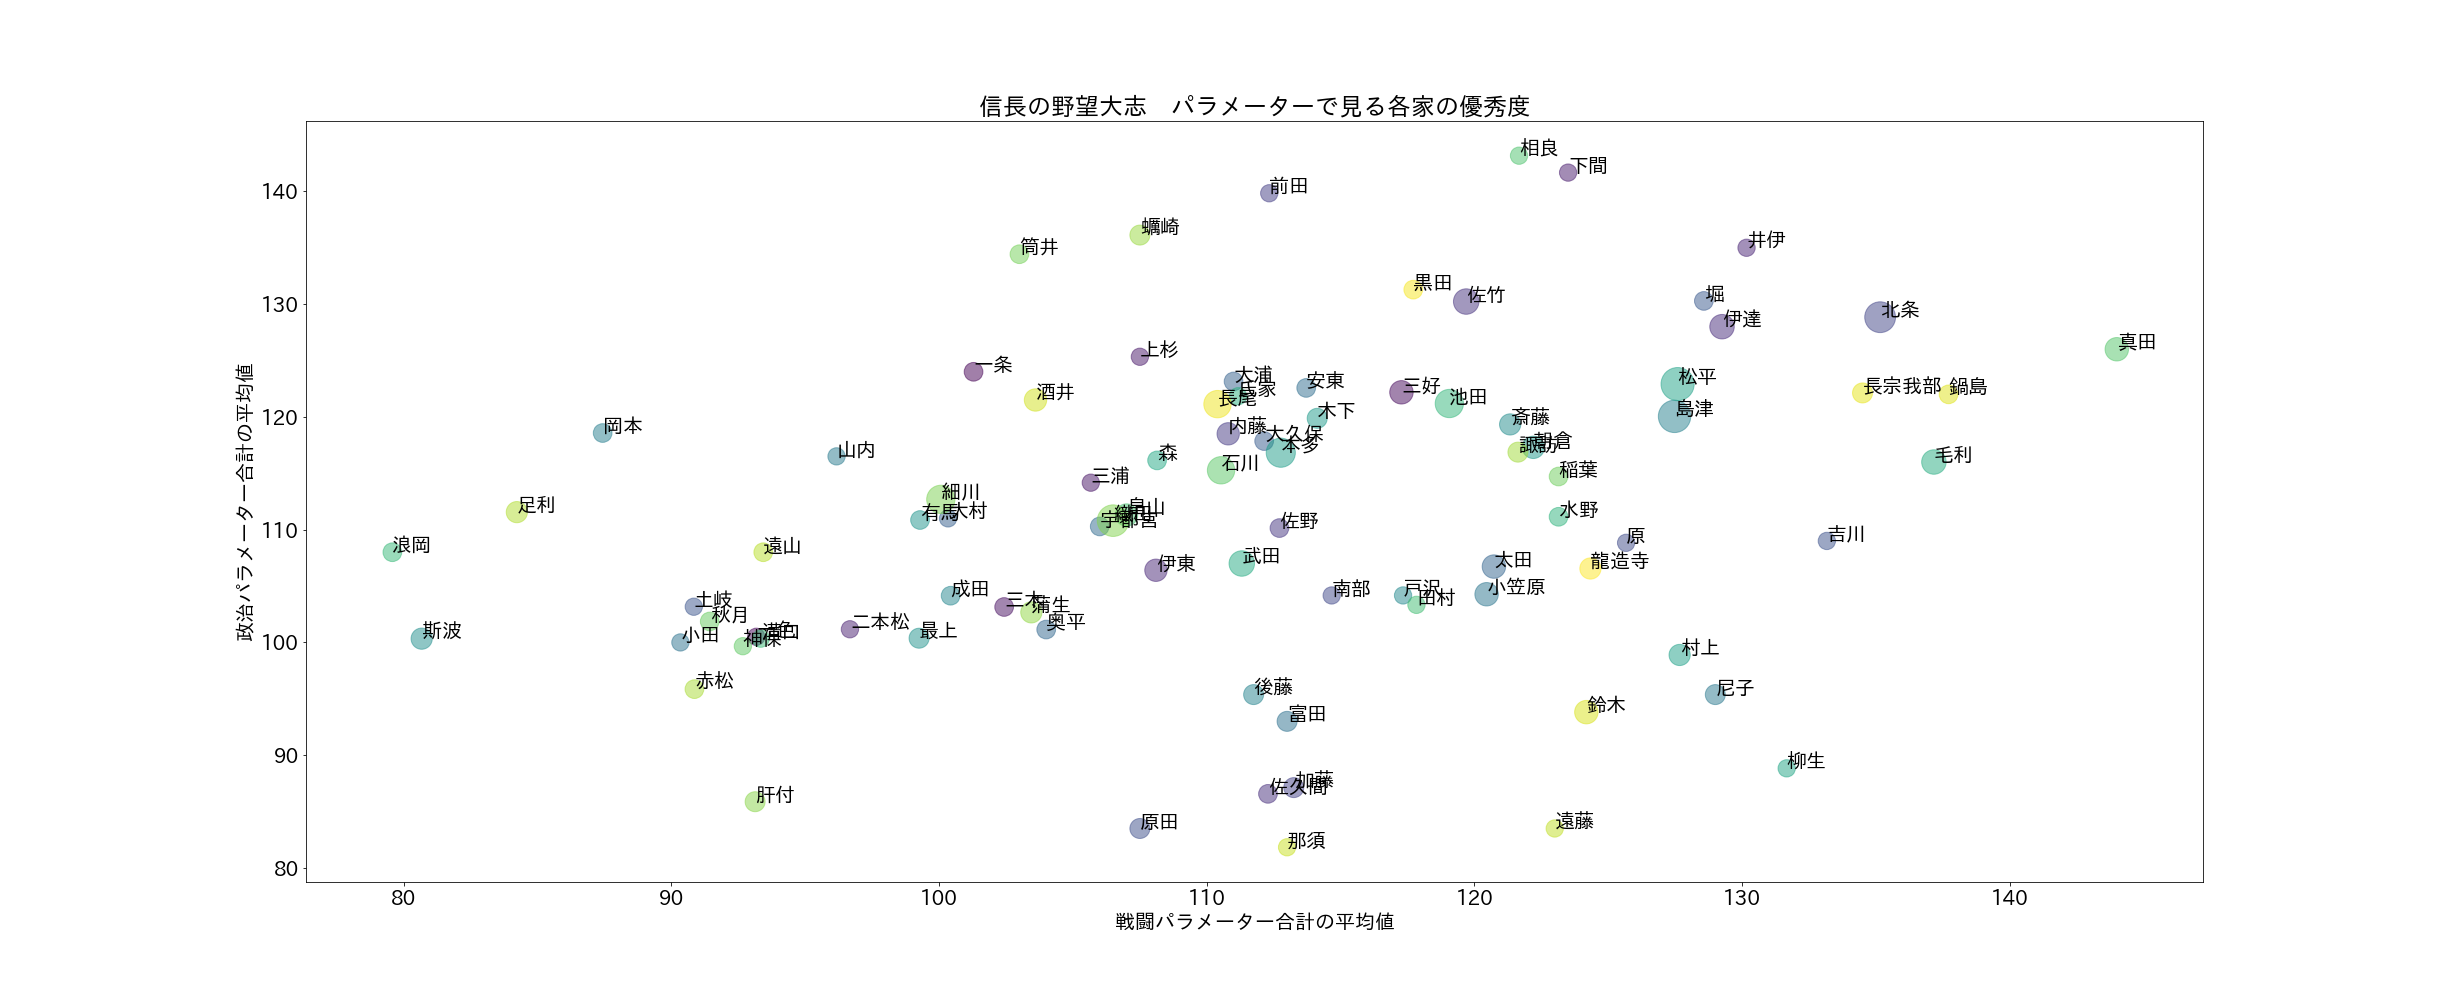 信長の野望大志　パラメーターで見る各家の優秀度
政治パラメーター合計の平均値
140
130
120
110
100
90
80
相良
下間
前田
蠣崎
筒井
井伊
黒田
佐竹
堀
北条
伊達
真田
上杉
一条
大浦
氏家
安東
三好
松平
長宗我部
鍋島
酒井
長尾
池田
島津
木下
岡本
内藤
大久保
本多
斎藤
朝倉
諏訪
山内
森
石川
稲葉
毛利
三浦
足利
細川
有馬
大村
畠山
宇都宮
佐野
水野
浪岡
遠山
伊東
武田
原
吉川
太田
龍造寺
成田
南部
戸沢
田村
小笠原
土岐
秋月
三木
蒲生
斯波
小田
神保
二本松
最上
奥平
村上
赤松
後藤
尼子
富田
鈴木
肝付
加藤
佐久間
柳生
原田
遠藤
那須
80
90
100
110
120
130
140
戦闘パラメーター合計の平均値